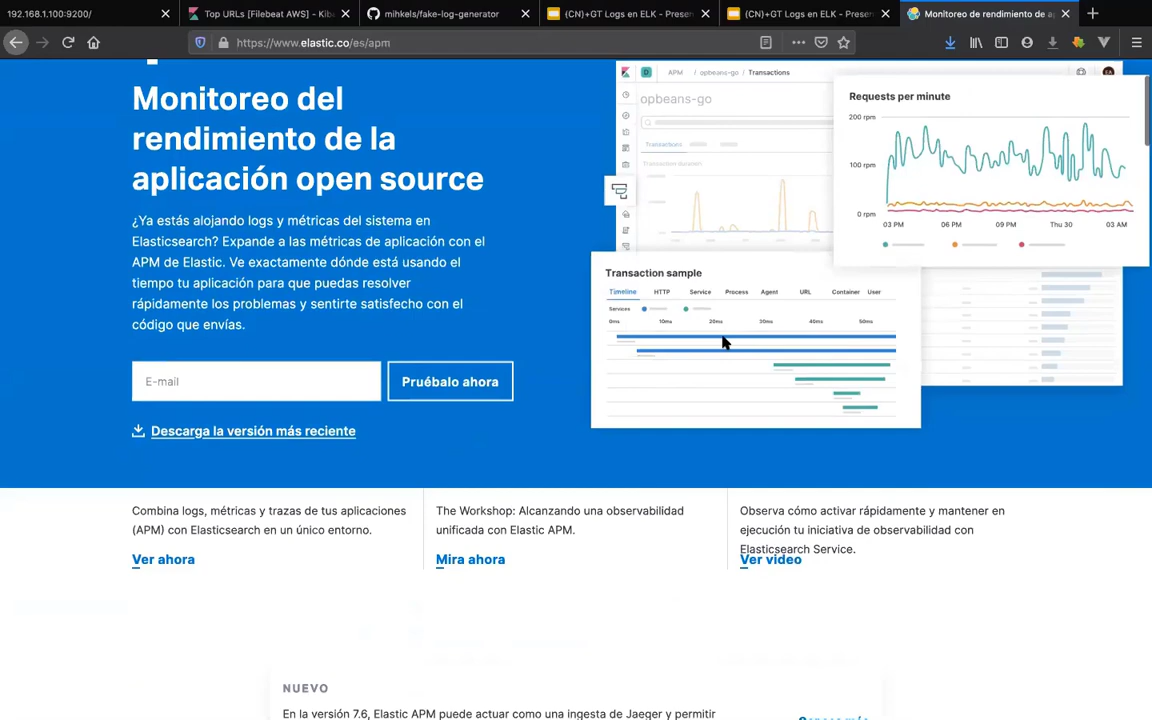 192.168.1.100:9200/
Top URLs [Filebeat AWS] - Kiba
mihkels/fake-log-generator
(CN)+GT Logs en ELK - Presen
(CN)+GT Logs en ELK - Presen
Monitoreo de rendimiento de a
https://www.elastic.co/es/apm
Monitoreo del
rendimiento de la
aplicación open source
¿Ya estás alojando logs y métricas del sistema en
Elasticsearch? Expande a las métricas de aplicación con el
APM de Elastic. Ve exactamente dónde está usando el
tiempo tu aplicación para que puedas resolver
rápidamente los problemas y sentirte satisfecho con el
código que envías.
E-mail
Pruébalo ahora
Descarga la versión más reciente
D APM / opbeans-go / Transactions
opbeans-go
Transactions
Transaction duration
Requests per minute
200 rpm
100 rpm
0 rpm
03 PM 06 PM 09 PM Thu 30 03 AM
Transaction sample
Timeline HTTP Service Process Agent URL Container User
Services
0ms 10ms 20ms 30ms 40ms 50ms
Combina logs, métricas y trazas de tus aplicaciones
(APM) con Elasticsearch en un único entorno.
Ver ahora
The Workshop: Alcanzando una observabilidad
unificada con Elastic APM.
Mira ahora
Observa cómo activar rápidamente y mantener en
ejecución tu iniciativa de observabilidad con
Elasticsearch Service.
Ver video
NUEVO
En la versión 7.6, Elastic APM puede actuar como una ingesta de Jaeger y permitir